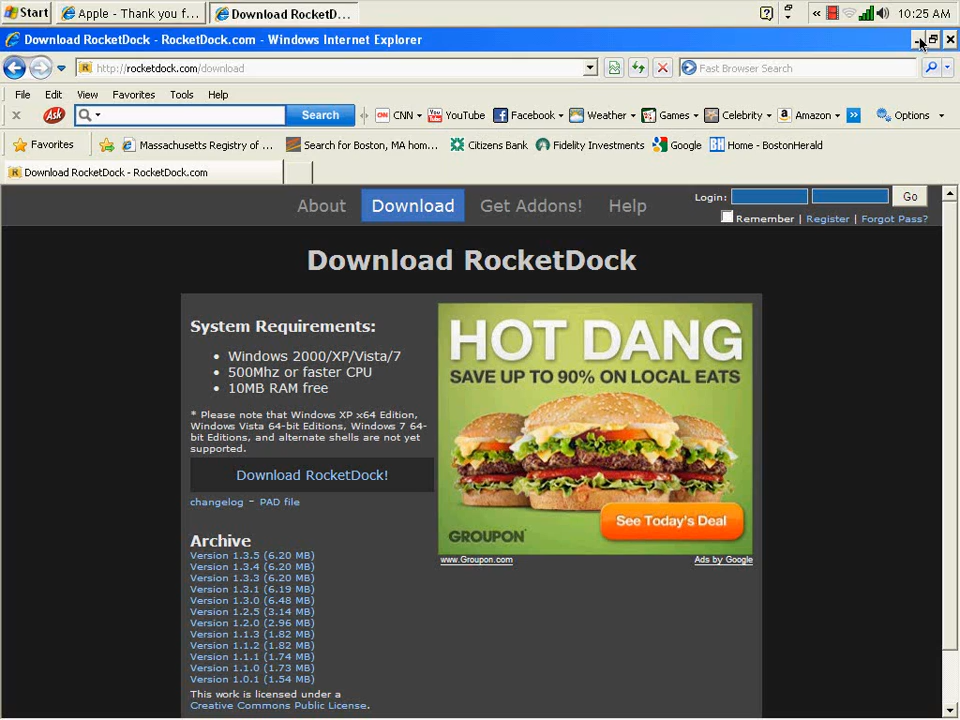 Start
Apple - Thank you f...
Download RocketD...
10:25 AM
Download RocketDock - RocketDock.com - Windows Internet Explorer
http://rocketdock.com/download
Fast Browser Search
File Edit View Favorites Tools Help
Ask
Search
CNN
YouTube
Facebook
Weather
Games
Celebrity
Amazon
Options
Favorites
Massachusetts Registry of ...
Search for Boston, MA hom...
Citizens Bank
Fidelity Investments
Google
Home - BostonHerald
Download RocketDock - RocketDock.com
About Download Get Addons! Help
Login: Go
Remember | Register | Forgot Pass?
Download RocketDock
System Requirements:
• Windows 2000/XP/Vista/7
• 500Mhz or faster CPU
• 10MB RAM free
* Please note that Windows XP x64 Edition,
Windows Vista 64-bit Editions, Windows 7 64-
bit Editions, and alternate shells are not yet
supported.
Download RocketDock!
changelog - PAD file
Archive
Version 1.3.5 (6.20 MB)
Version 1.3.4 (6.20 MB)
Version 1.3.3 (6.20 MB)
Version 1.3.1 (6.19 MB)
Version 1.3.0 (6.48 MB)
Version 1.2.5 (3.14 MB)
Version 1.2.0 (2.96 MB)
Version 1.1.3 (1.82 MB)
Version 1.1.2 (1.82 MB)
Version 1.1.1 (1.74 MB)
Version 1.1.0 (1.73 MB)
Version 1.0.1 (1.54 MB)
This work is licensed under a
Creative Commons Public License.
HOT DANG
SAVE UP TO 90% ON LOCAL EATS
See Today's Deal
GROUPON
www.Groupon.com
Ads by Google